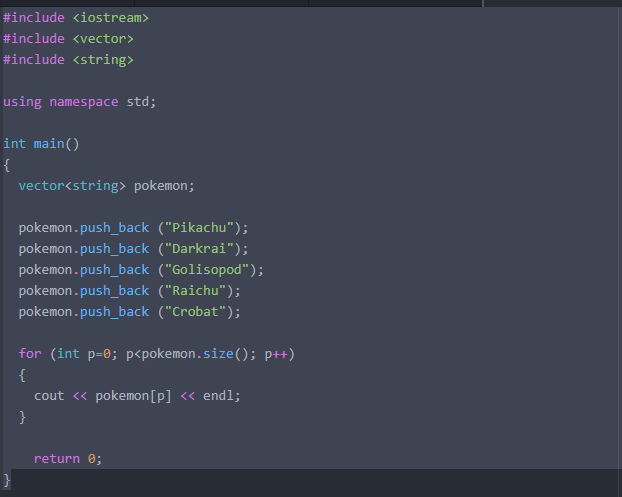 #include <iostream>
#include <vector>
#include <string>

using namespace std;

int main()
{
  vector<string> pokemon;

  pokemon.push_back ("Pikachu");
  pokemon.push_back ("Darkrai");
  pokemon.push_back ("Golisopod");
  pokemon.push_back ("Raichu");
  pokemon.push_back ("Crobat");

  for (int p=0; p<pokemon.size(); p++)
  {
    cout << pokemon[p] << endl;
  }

    return 0;
}